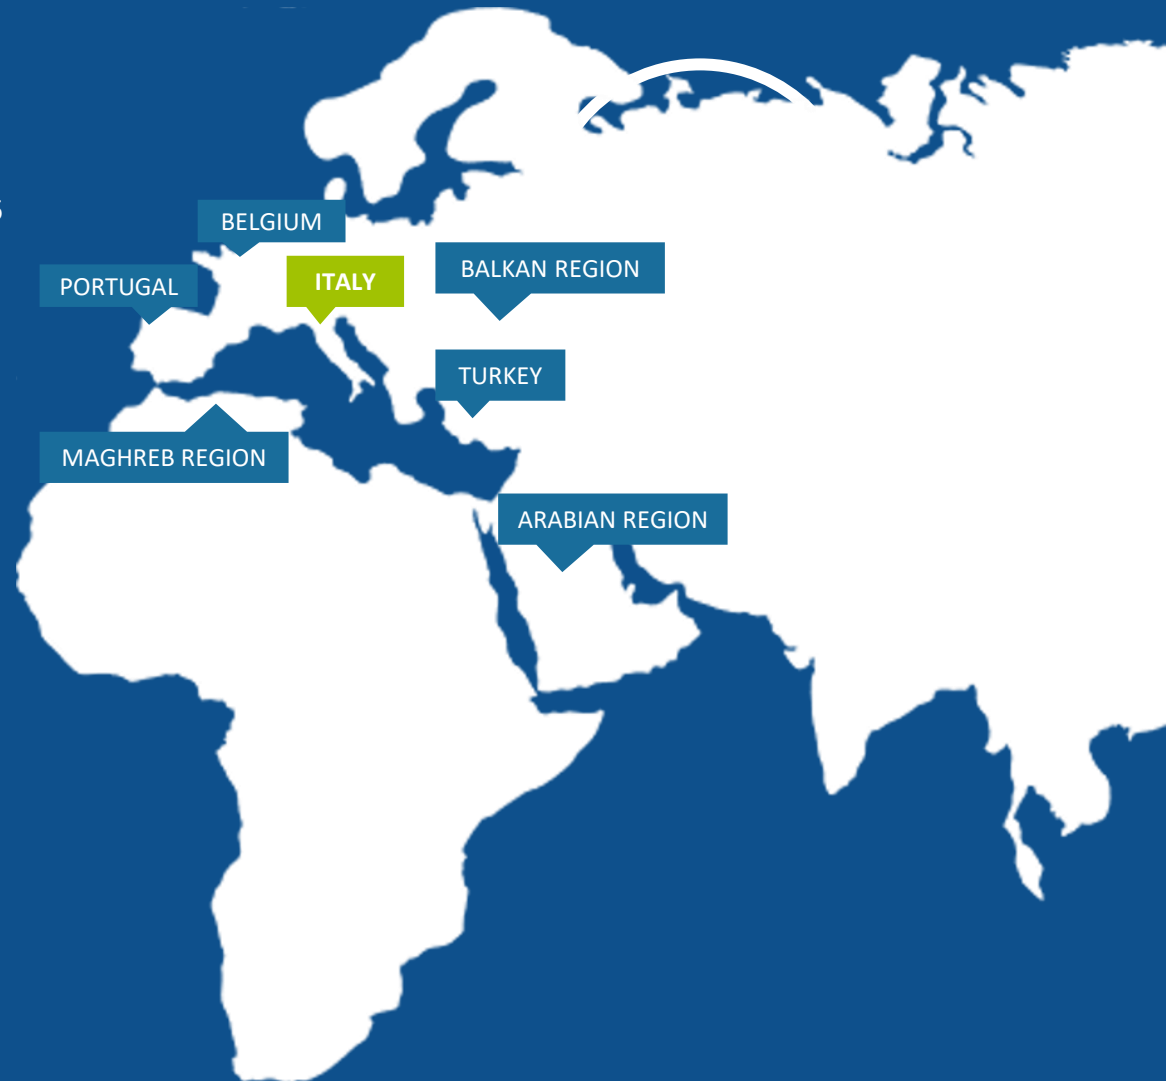 BELGIUM
ITALY
BALKAN REGION
PORTUGAL
TURKEY
MAGHREB REGION
ARABIAN REGION